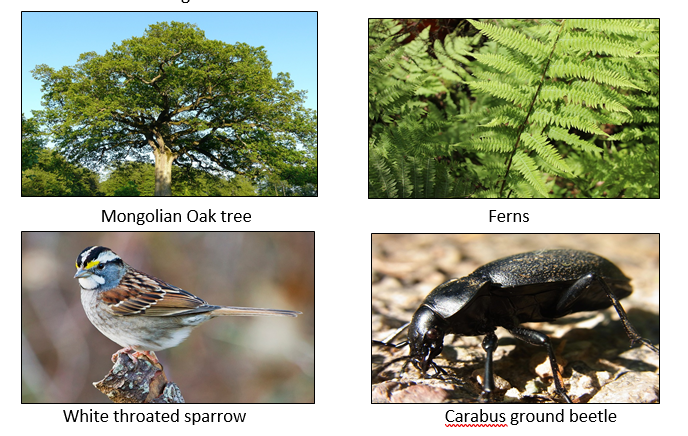 Mongolian Oak tree
Ferns
White throated sparrow
Carabus ground beetle